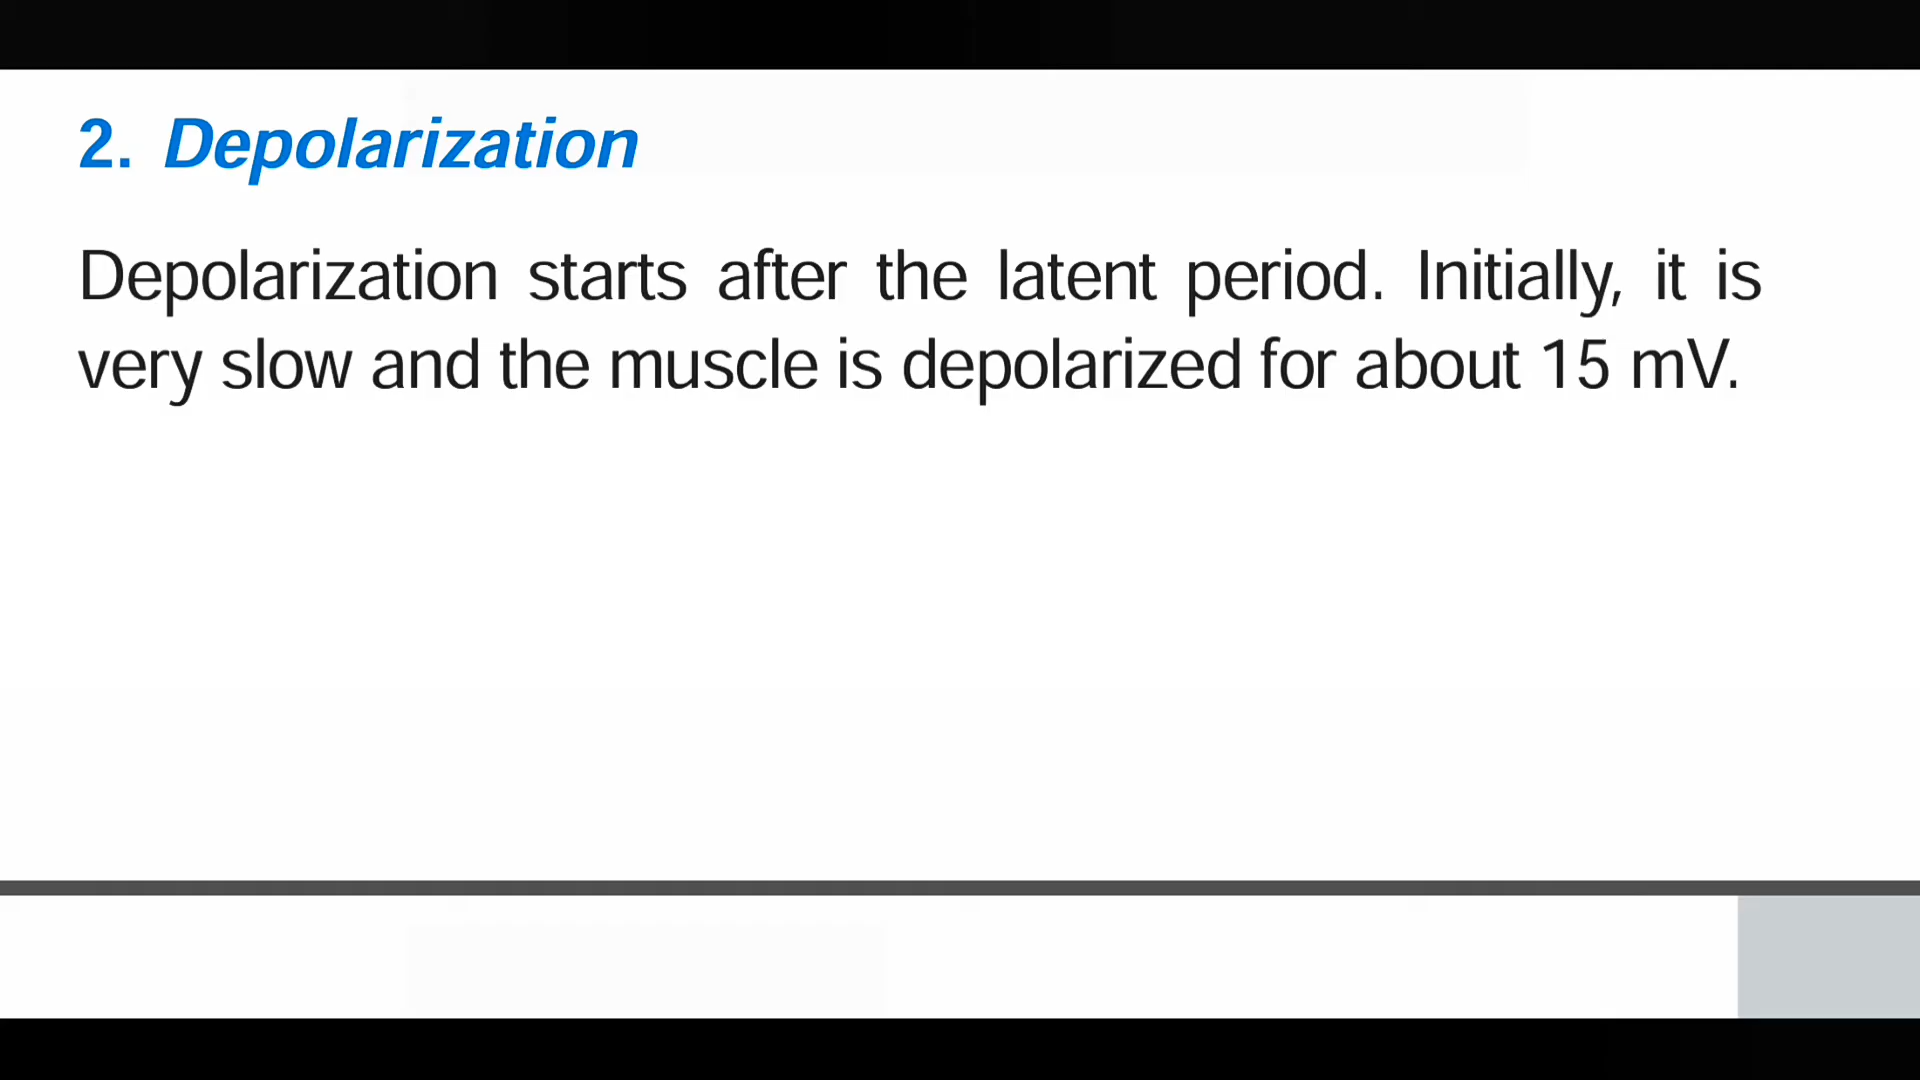 2. Depolarization
Depolarization starts after the latent period. Initially, it is
very slow and the muscle is depolarized for about 15 mV.